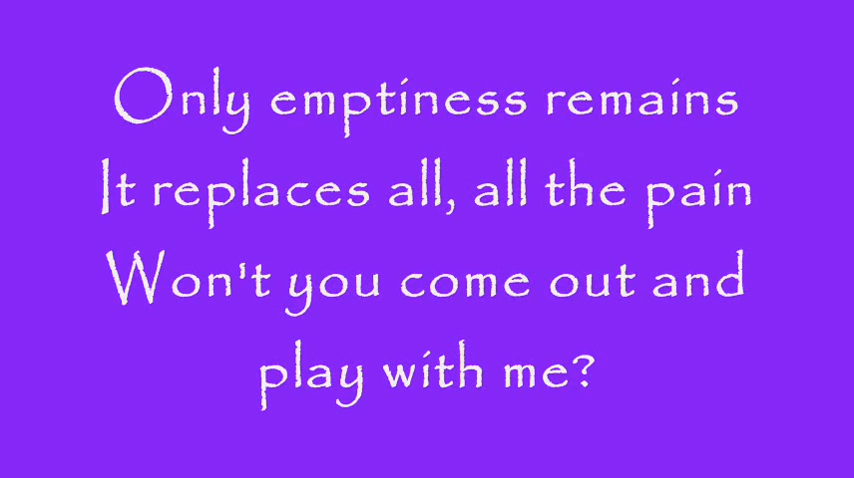 Only emptiness remains
It replaces all, all the pain
Won't you come out and
play with me?